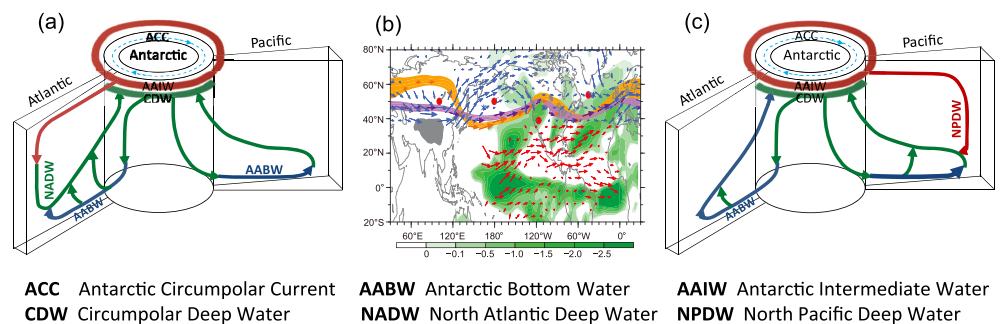 (a)
ACC
Antarctic
Pacific
Atlantic
AAIW
CDW
NADW
AABW
AABW
(b)
80°N
60°N
40°N
20°N
0°
20°S
60°E 120°E 180° 120°W 60°W 0°
0 −0.1 −0.5 −1.0 −1.5 −2.0 −2.5
(c)
ACC
Antarctic
Pacific
Atlantic
AAIW
CDW
NPDW
AABW
ACC Antarctic Circumpolar Current
AABW Antarctic Bottom Water
AAIW Antarctic Intermediate Water
CDW Circumpolar Deep Water
NADW North Atlantic Deep Water
NPDW North Pacific Deep Water